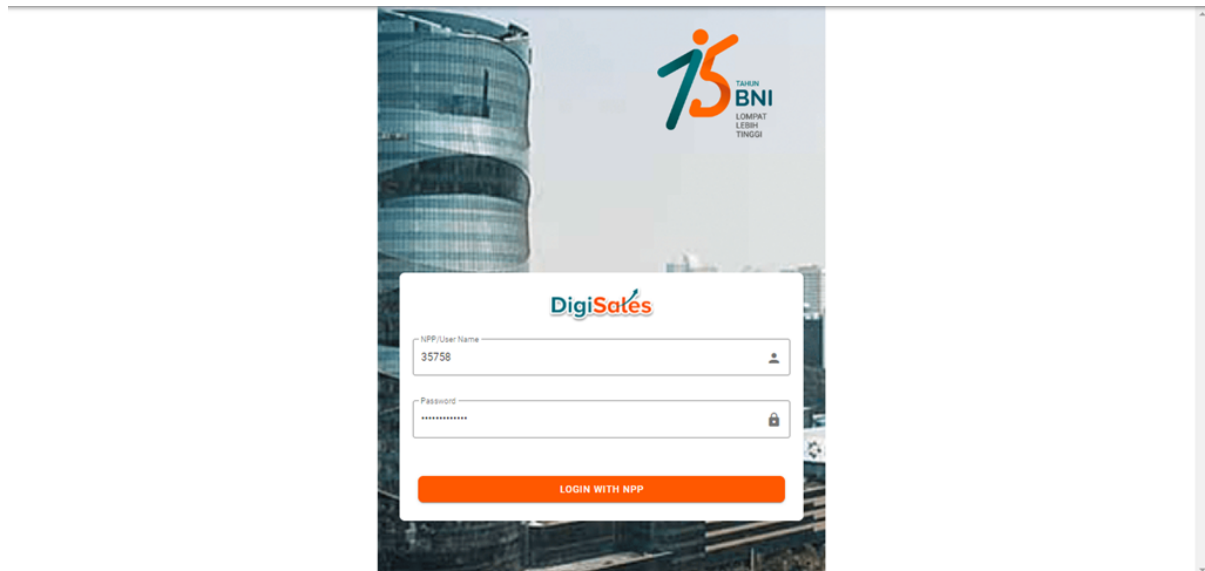 75
TAHUN
BNI
LOMPAT
LEBIH
TINGGI
DigiSales
NPP/User Name
35758
Password
•••••••••••••
LOGIN WITH NPP